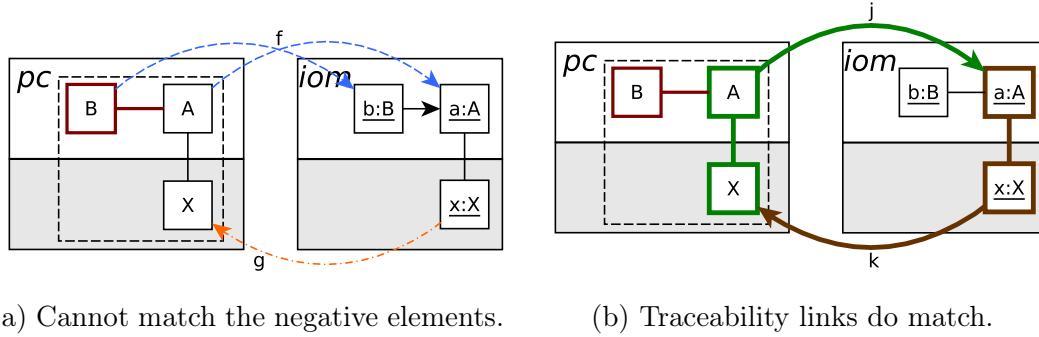 f
j
pc
iom
B
A
b:B
a:A
X
x:X
g
pc
iom
B
A
b:B
a:A
X
x:X
k
a) Cannot match the negative elements.
(b) Traceability links do match.